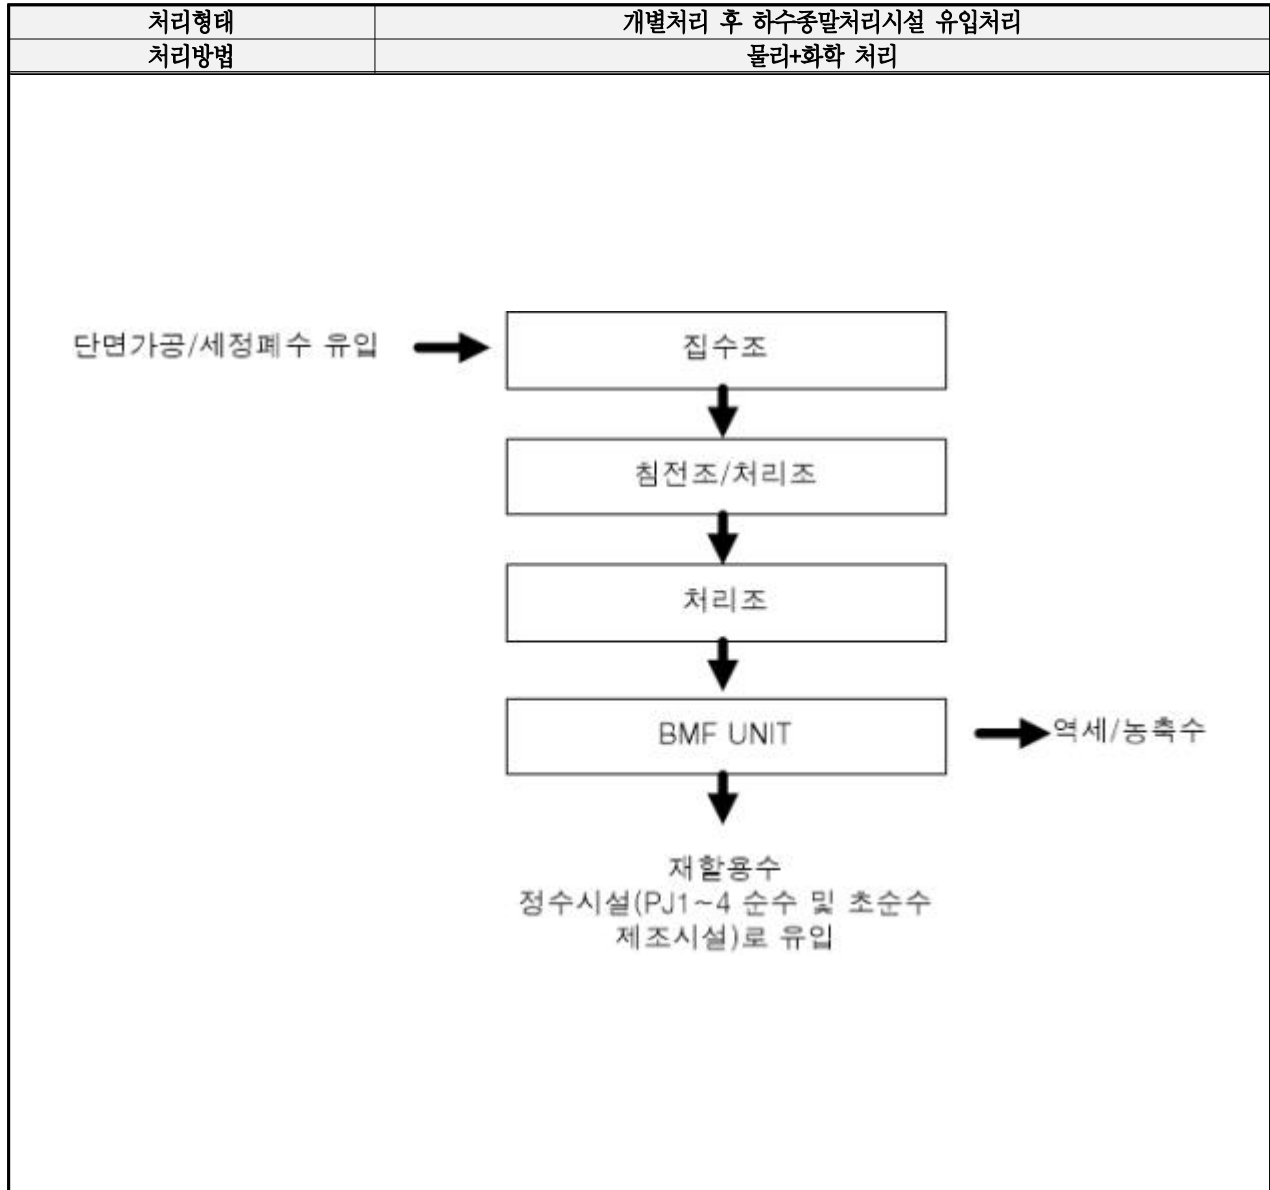 처리형태 개별처리 후 하수종말처리시설 유입처리
처리방법 물리+화학 처리
단면가공/세정폐수 유입
집수조
침전조/처리조
처리조
BMF UNIT
역세/농축수
재할용수
정수시설(PJ1~4 순수 및 초순수
제조시설)로 유입